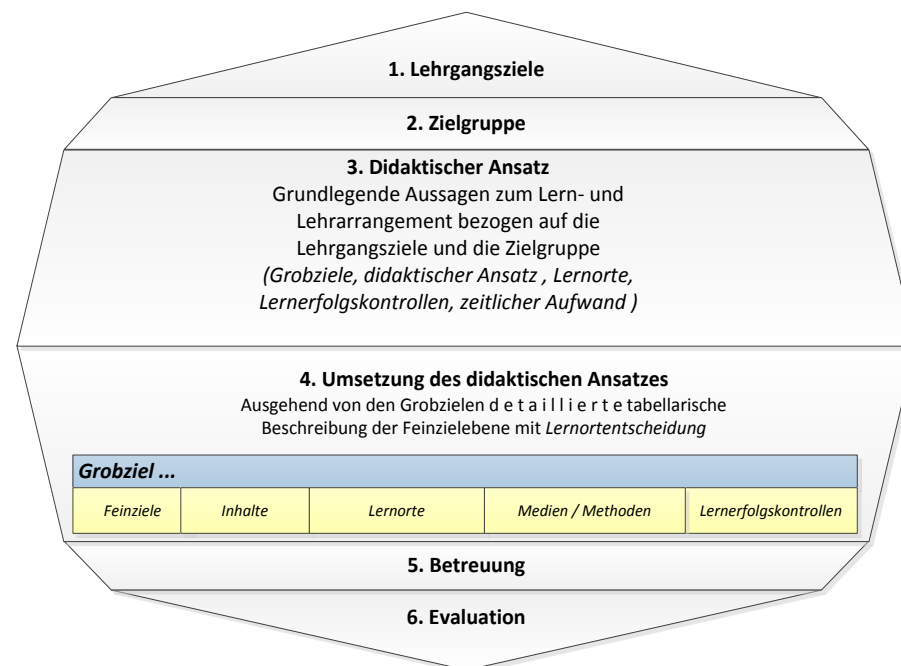 1. Lehrgangsziele
2. Zielgruppe
3. Didaktischer Ansatz
Grundlegende Aussagen zum Lern- und
Lehrarrangement bezogen auf die
Lehrgangsziele und die Zielgruppe
(Grobziele, didaktischer Ansatz , Lernorte,
Lernerfolgskontrollen, zeitlicher Aufwand )
4. Umsetzung des didaktischen Ansatzes
Ausgehend von den Grobzielen d e t a i l l i e r t e tabellarische
Beschreibung der Feinzielebene mit Lernortentscheidung
Grobziel ...
Feinziele Inhalte Lernorte Medien / Methoden Lernerfolgskontrollen
5. Betreuung
6. Evaluation